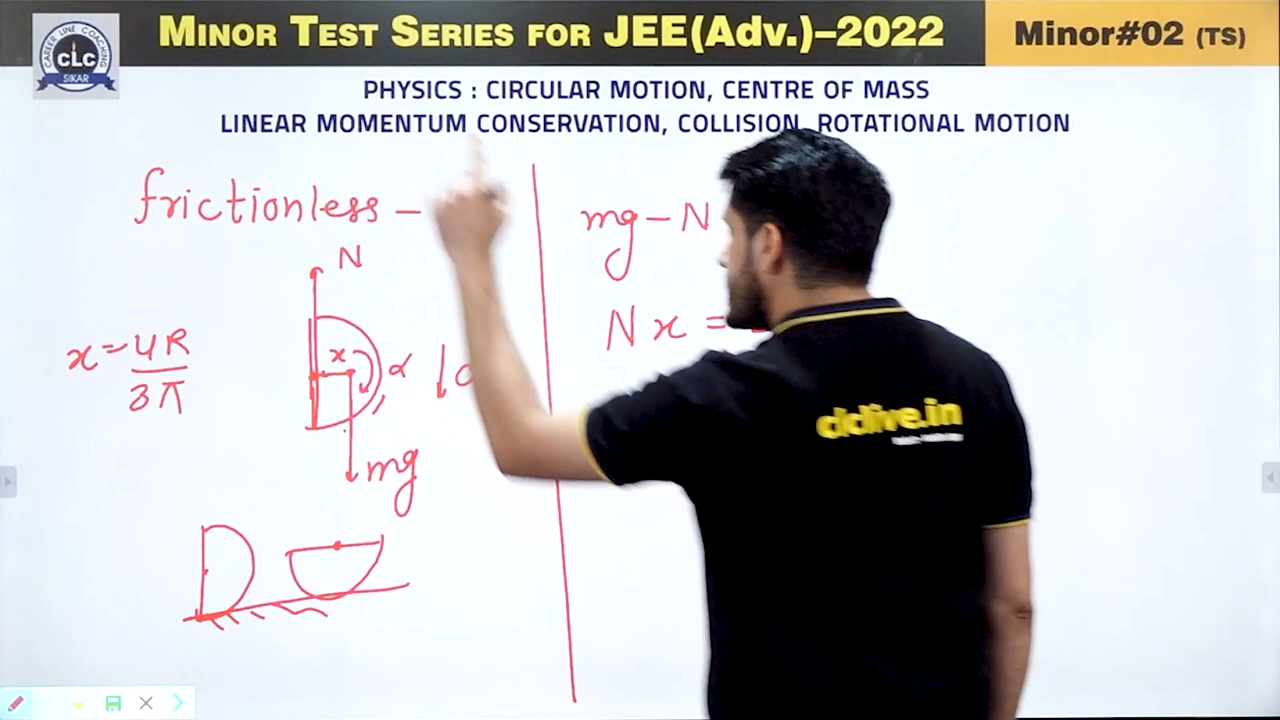 CAREER LINE COACHING
CLC
SIKAR
MINOR TEST SERIES FOR JEE(Adv.)–2022
Minor#02 (TS)
PHYSICS : CIRCULAR MOTION, CENTRE OF MASS
LINEAR MOMENTUM CONSERVATION, COLLISION, ROTATIONAL MOTION
frictionless –
N
x = 4R
3π
x
α
mg
mg – N
N x =
clclive.in